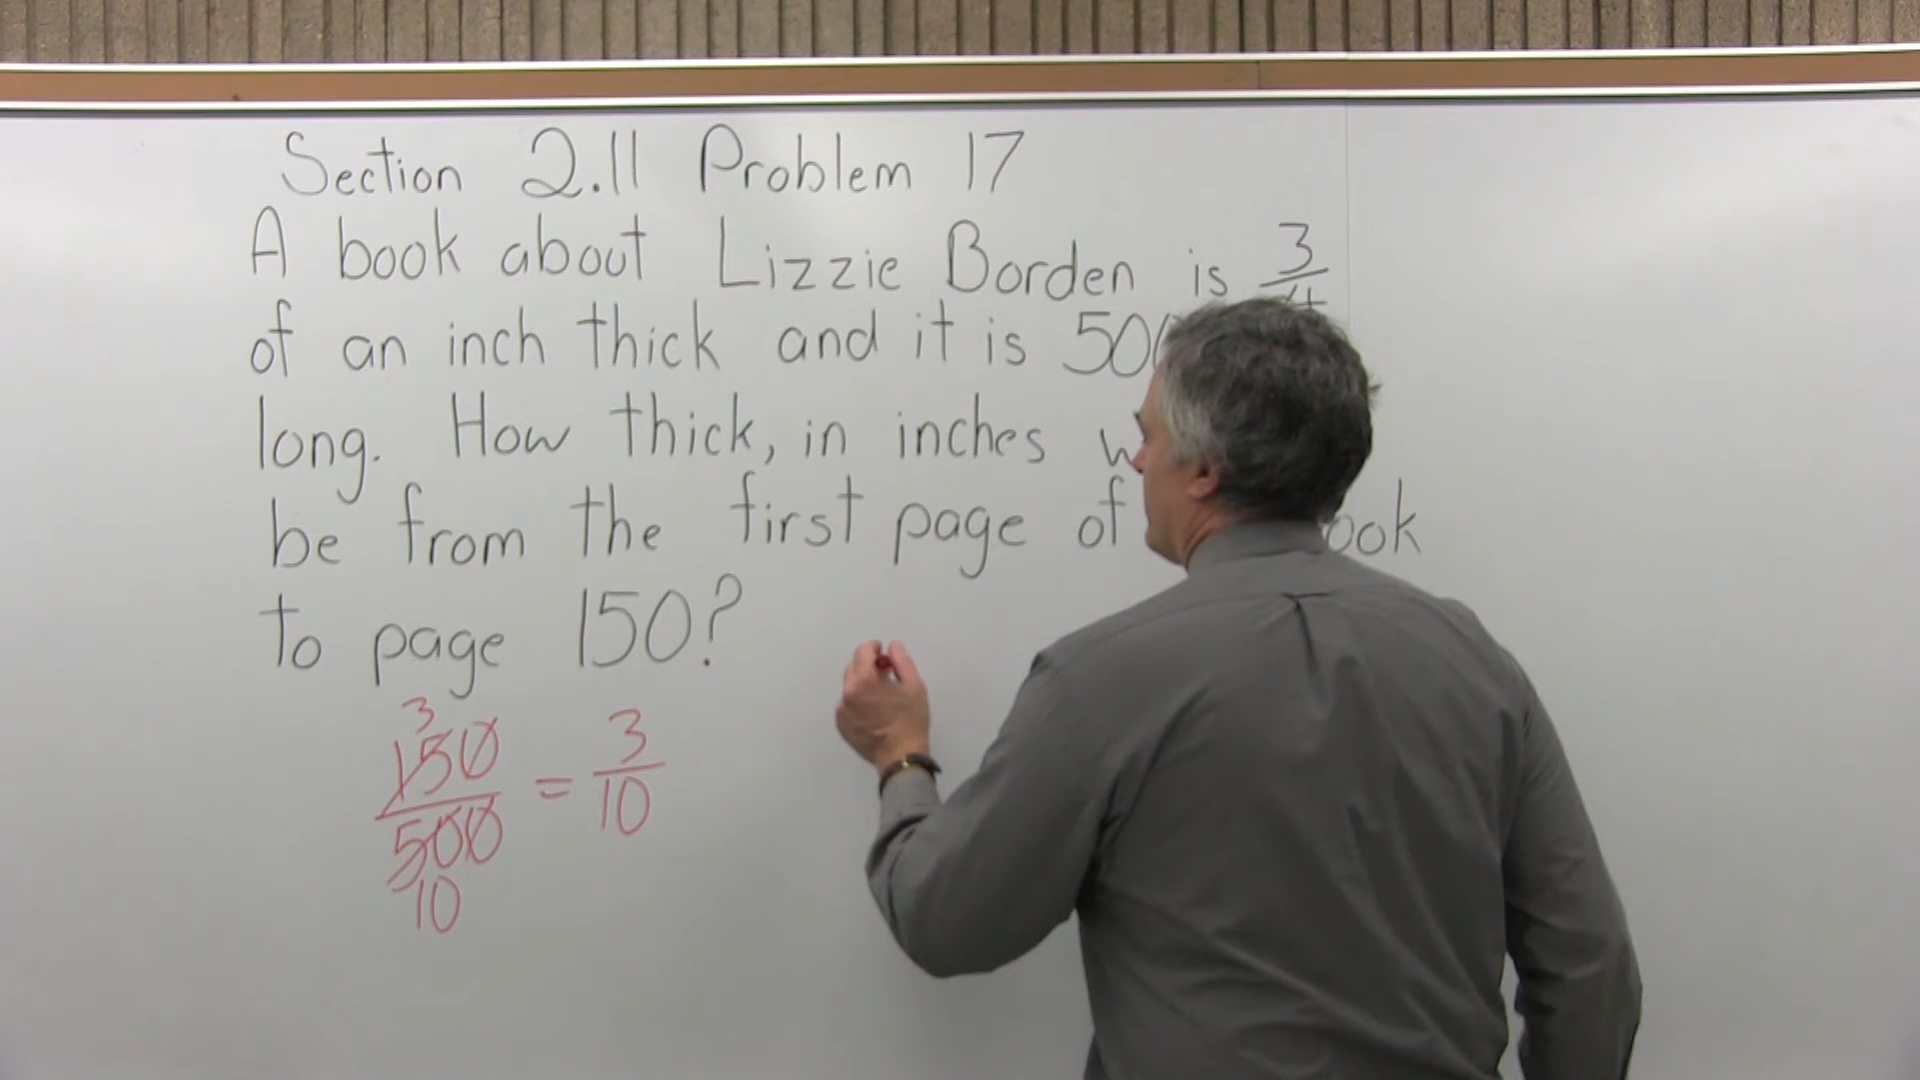 Section 2.11 Problem 17
A book about Lizzie Borden is 3/4
of an inch thick and it is
long. How thick, in inches
be from the first page of
to page 150?
3
150/500 = 3/10
10